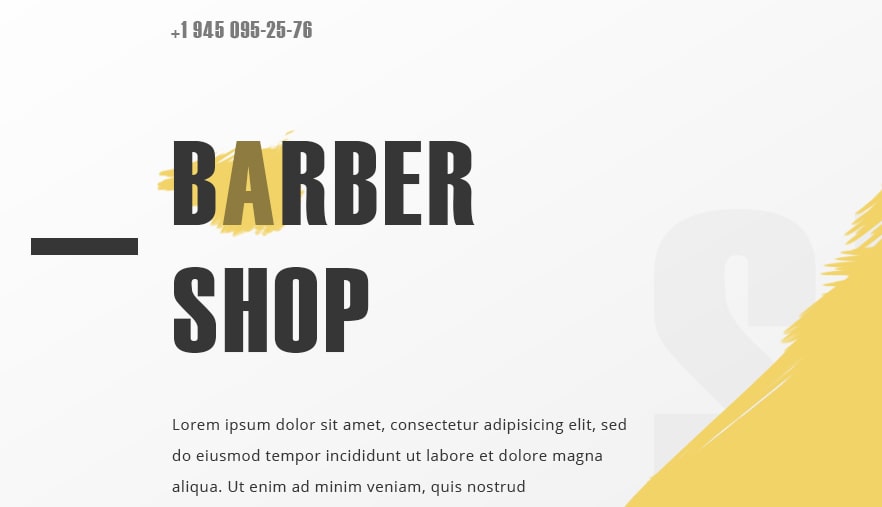 +1 945 095-25-76
BARBER
SHOP
S
Lorem ipsum dolor sit amet, consectetur adipisicing elit, sed
do eiusmod tempor incididunt ut labore et dolore magna
aliqua. Ut enim ad minim veniam, quis nostrud